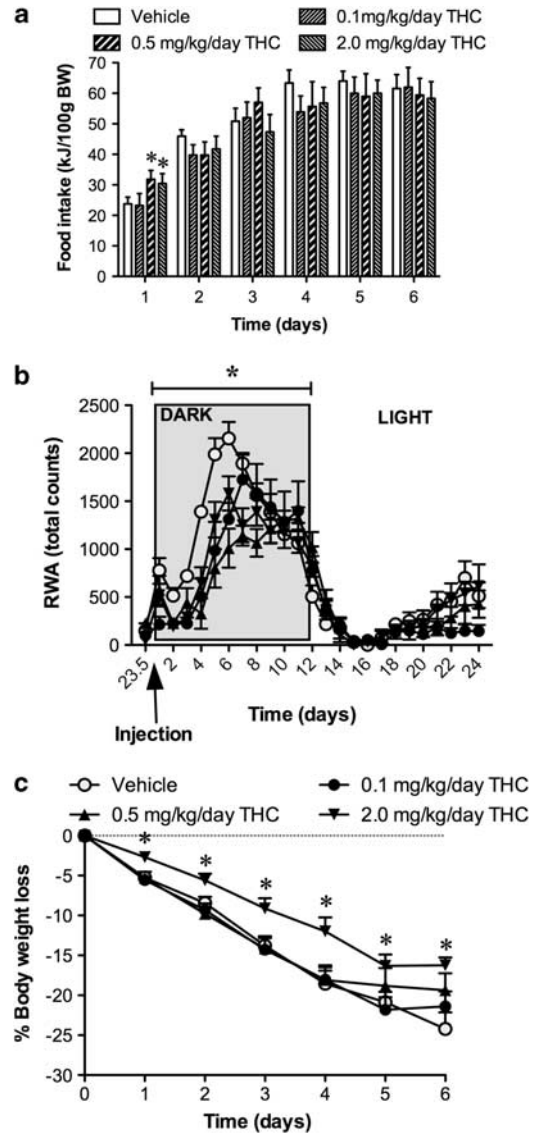 a
Vehicle 0.1mg/kg/day THC
0.5 mg/kg/day THC 2.0 mg/kg/day THC
Food intake (kJ/100g BW)
70
60
50
40
30
20
10
0
* *
1 2 3 4 5 6
Time (days)
b
*
DARK LIGHT
RWA (total counts)
2500
2000
1500
1000
500
0
23.5 2 4 6 8 10 12 14 16 18 20 22 24
Time (days)
Injection
c
Vehicle 0.1 mg/kg/day THC
0.5 mg/kg/day THC 2.0 mg/kg/day THC
% Body weight loss
0
-5
-10
-15
-20
-25
-30
* * * * * *
0 1 2 3 4 5 6
Time (days)